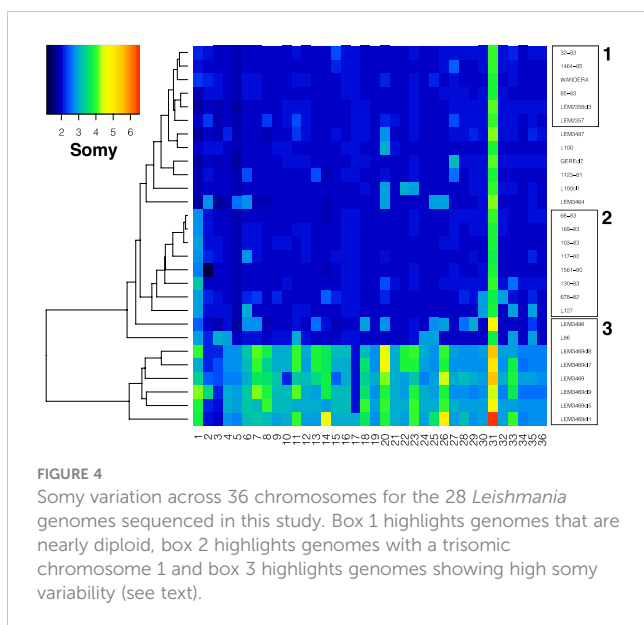 2 3 4 5 6
Somy
1
2
3
32-83
1464-85
WANDERA
85-83
LEM2358cl3
LEM2357
LEM3497
L100
GEREcl7
1123-81
L100cl1
LEM3464
68-83
169-83
103-83
117-82
1561-80
130-83
678-82
L127
LEM3498
L86
LEM3469cl8
LEM3469cl7
LEM3469
LEM3469cl9
LEM3469cl5
LEM3469cl1
1 2 3 4 5 6 7 8 9 10 11 12 13 14 15 16 17 18 19 20 21 22 23 24 25 26 27 28 29 30 31 32 33 34 35 36
FIGURE 4
Somy variation across 36 chromosomes for the 28 Leishmania
genomes sequenced in this study. Box 1 highlights genomes that are
nearly diploid, box 2 highlights genomes with a trisomic
chromosome 1 and box 3 highlights genomes showing high somy
variability (see text).